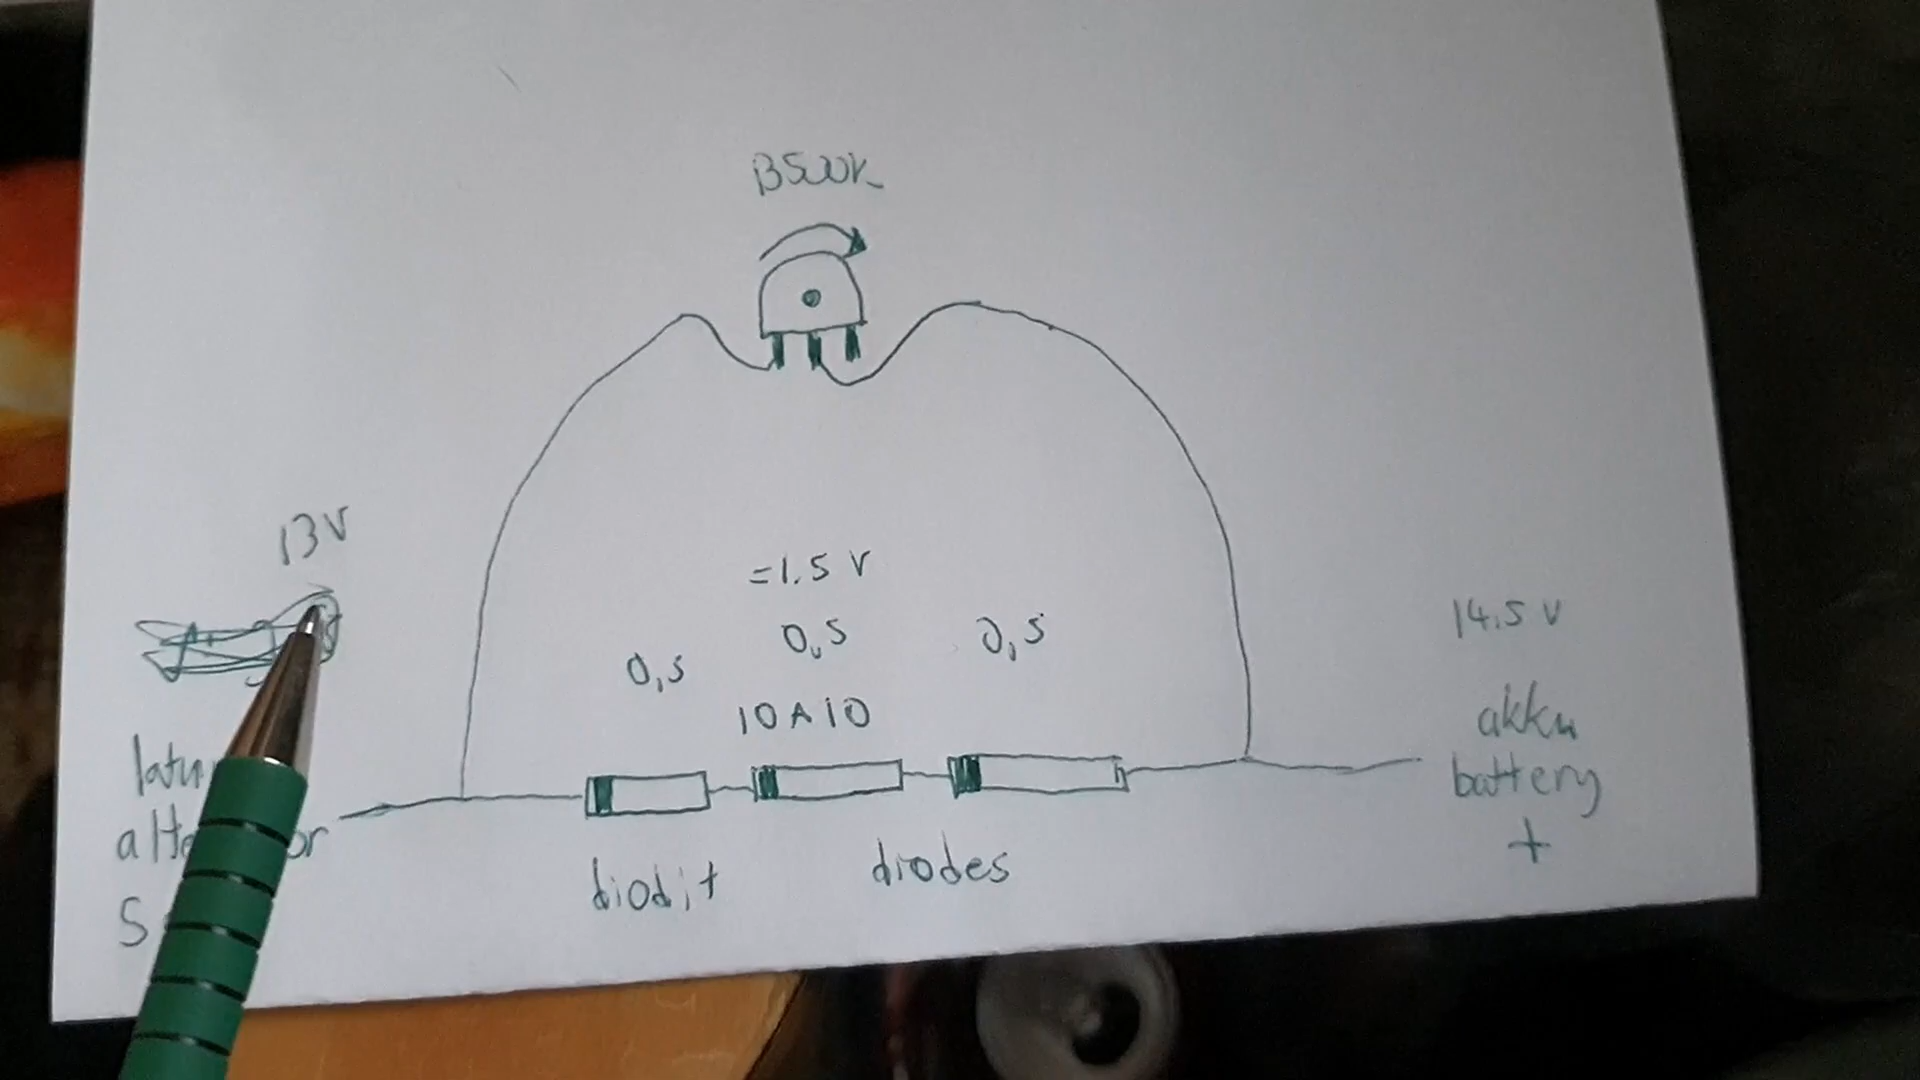 B500K
13V
=1.5 V
0,5
0,5
0,5
14.5 V
10A10
akku
battery
+
diodit
diodes
S